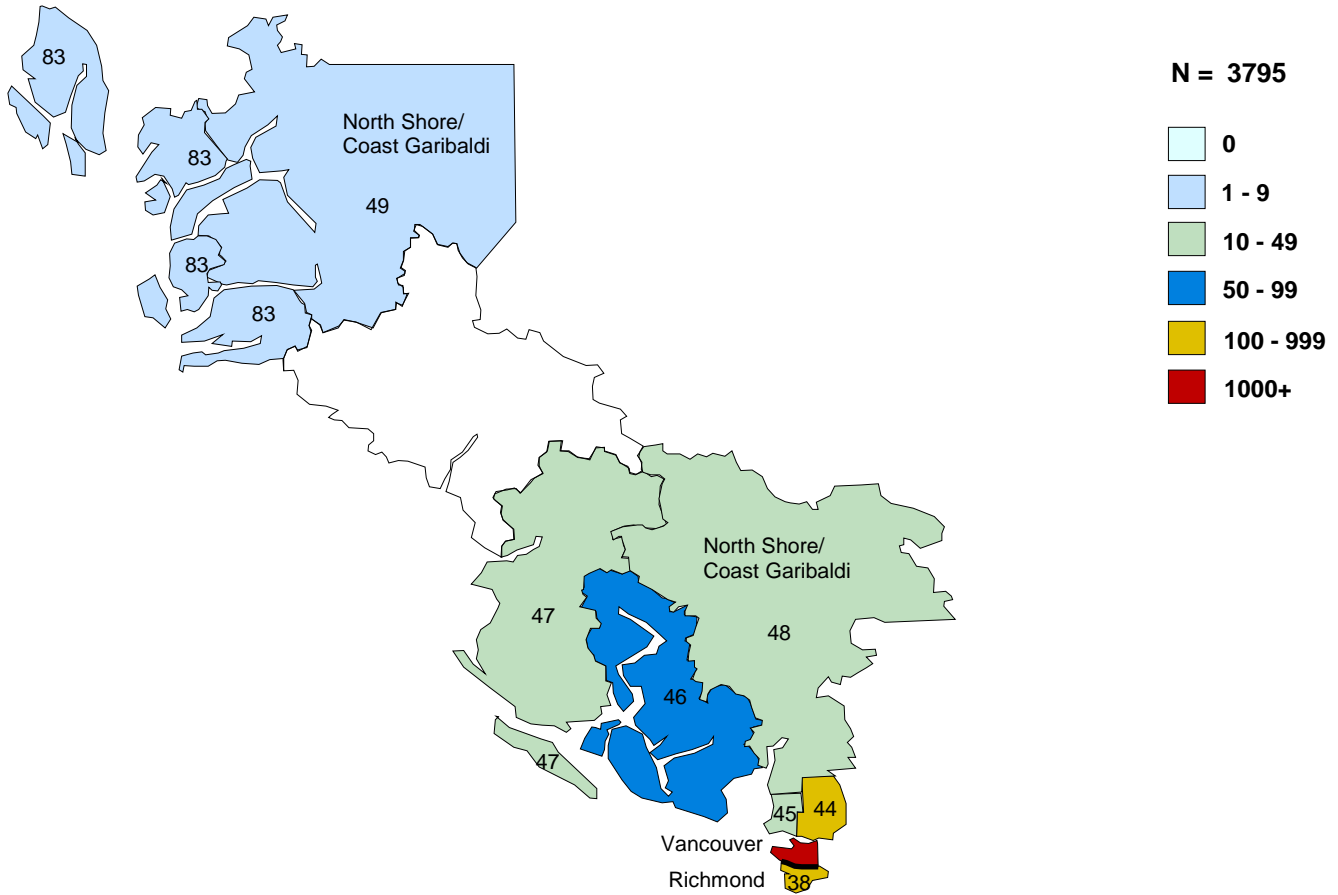 83
N = 3795
North Shore/
Coast Garibaldi
0
83
1 - 9
49
10 - 49
83
50 - 99
83
100 - 999
1000+
North Shore/
Coast Garibaldi
47
48
46
47
45
44
Vancouver
Richmond
38